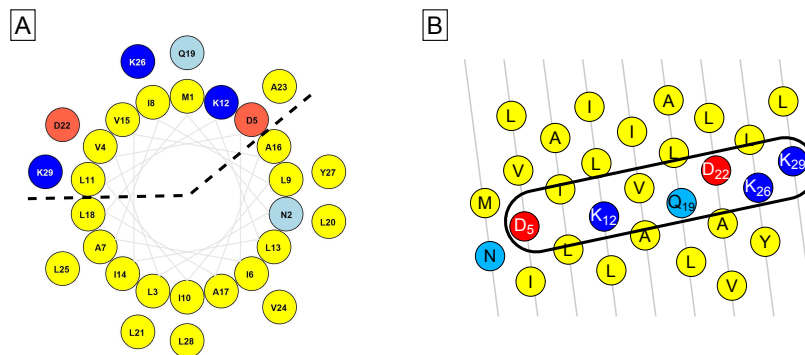 A
Q19
K26
M1
A23
K12
I8
D5
V15
D22
A16
V4
K29
L11
L9
Y27
L18
N2
L20
A7
L13
L25
I14
I6
L3
I10
A17
V24
L21
L28
B
L
I
A
L
L
A
I
L
L
K29
V
L
D22
K26
M
I
V
Q19
D5
K12
A
A
Y
N
L
L
L
I
V